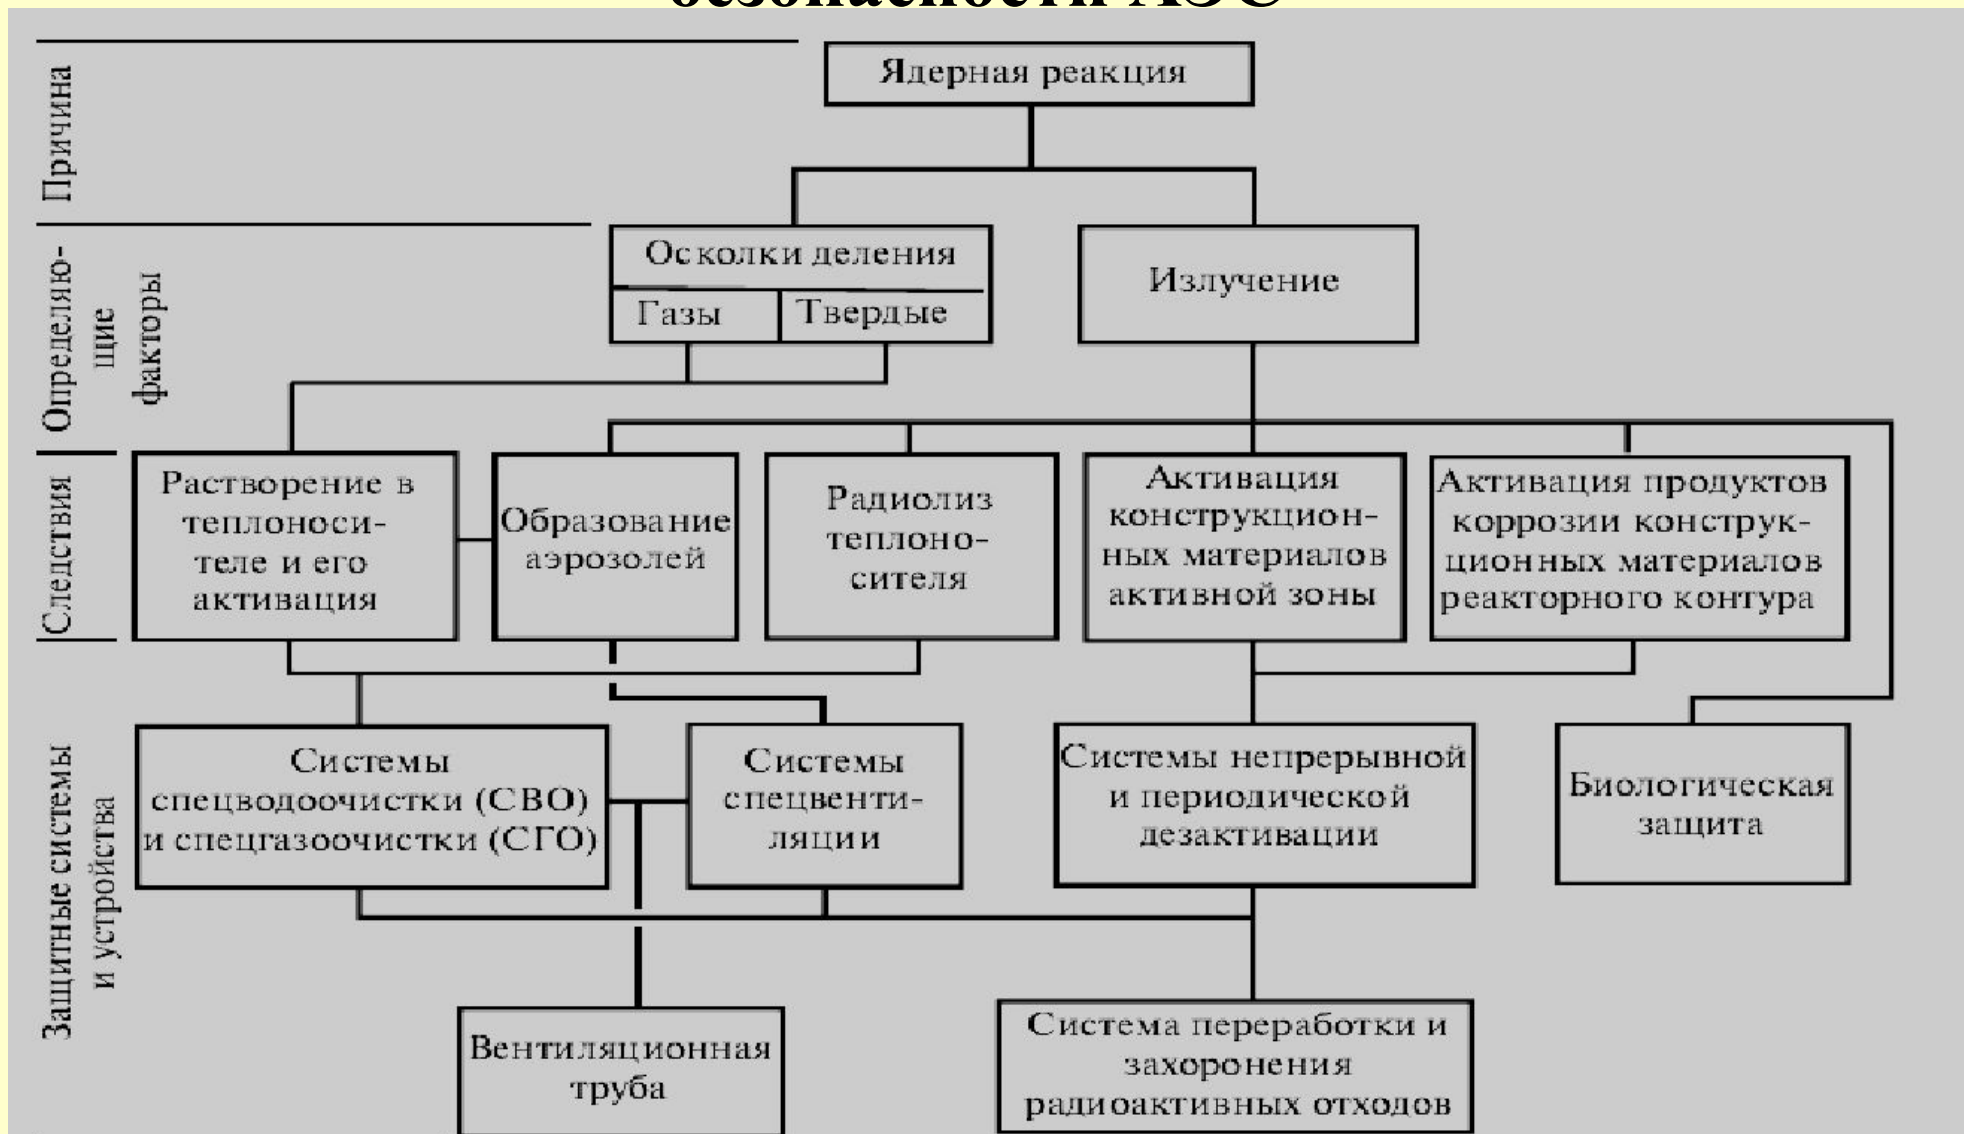 безопасности АЭС
Ядерная реакция
Причина
Осколки деления
Газы
Твердые
Излучение
Определяю-
щие
факторы
Растворение в
теплоноси-
теле и его
активация
Образование
аэрозолей
Радиолиз
теплоно-
сителя
Активация
конструкцион-
ных материалов
активной зоны
Активация продуктов
коррозии конструк-
ционных материалов
реакторного контура
Следствия
Системы
спецводоочистки (СВО)
и спецгазоочистки (СГО)
Системы
спецвенти-
ляции
Системы непрерывной
и периодической
дезактивации
Биологическая
защита
Защитные системы
и устройства
Вентиляционная
труба
Система переработки и
захоронения
радиоактивных отходов